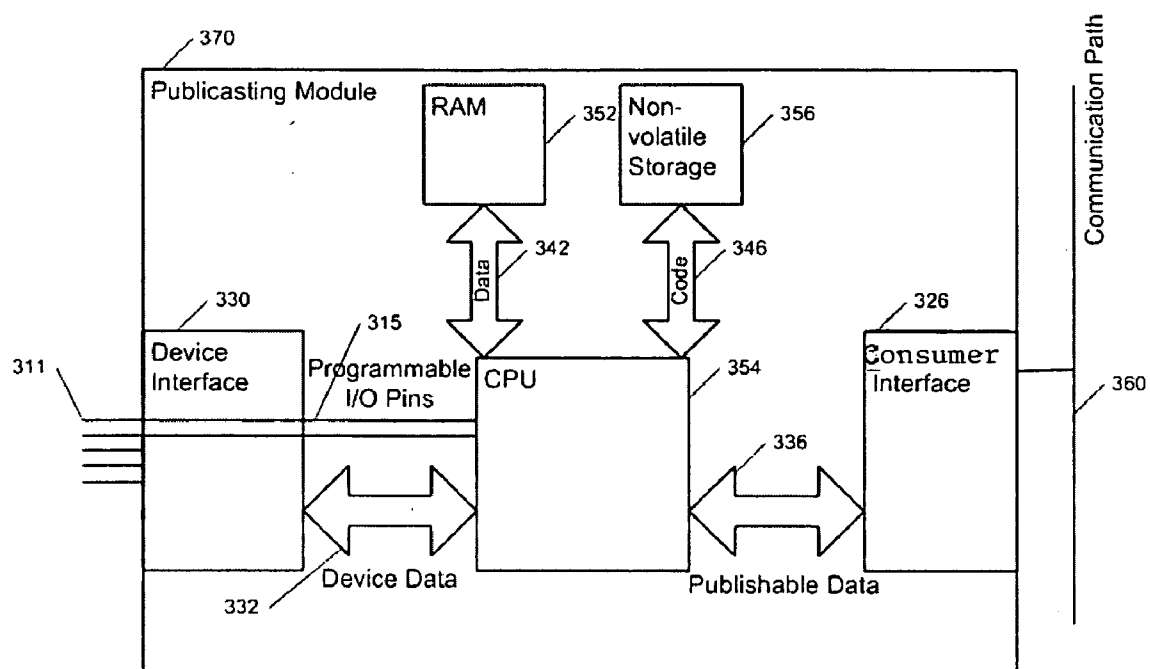 370
Publicasting Module
RAM
352
Non-
volatile
Storage
356
Communication Path
Data
342
Code
346
330
315
326
Device
Interface
Programmable
I/O Pins
CPU
354
Consumer
Interface
311
360
336
Device Data
332
Publishable Data